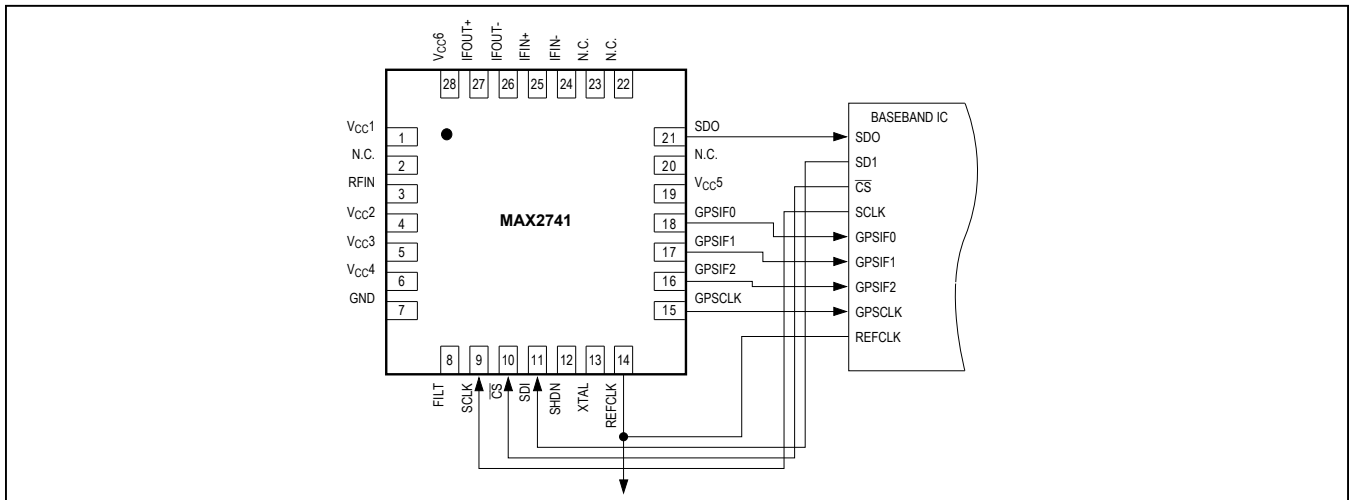 VCC6
IFOUT+
IFOUT-
IFIN+
IFIN-
N.C.
N.C.
28
27
26
25
24
23
22
VCC1
1
N.C.
2
RFIN
3
VCC2
4
VCC3
5
VCC4
6
GND
7
MAX2741
21
SDO
20
N.C.
19
VCC5
18
GPSIF0
17
GPSIF1
16
GPSIF2
15
GPSCLK
8
9
10
11
12
13
14
FILT
SCLK
CS
SDI
SHDN
XTAL
REFCLK
BASEBAND IC
SDO
SD1
CS
SCLK
GPSIF0
GPSIF1
GPSIF2
GPSCLK
REFCLK